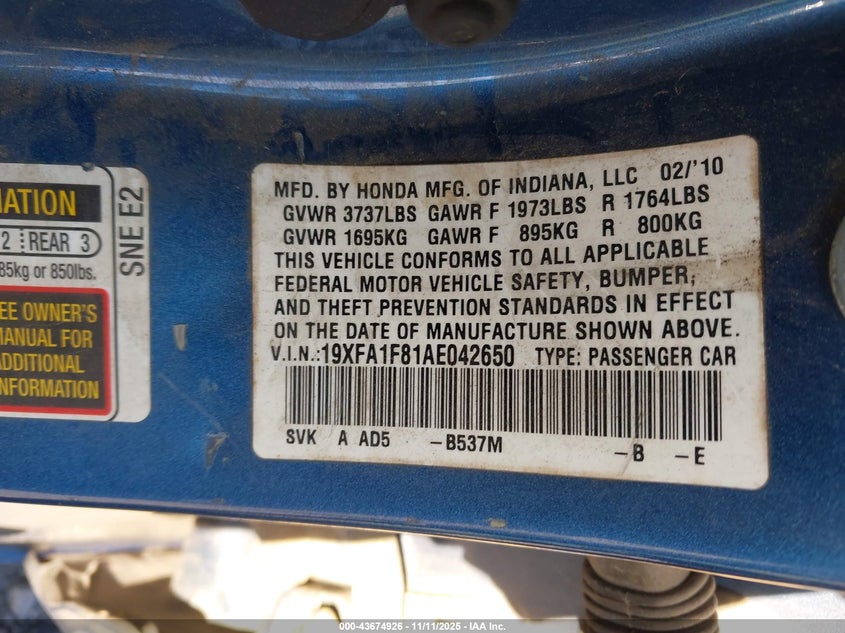 MATION
2 REAR 3
85kg or 850lbs.
EE OWNER'S
MANUAL FOR
ADDITIONAL
NFORMATION
SNE E2
MFD. BY HONDA MFG. OF INDIANA, LLC 02/'10
GVWR 3737LBS GAWR F 1973LBS R 1764LBS
GVWR 1695KG GAWR F 895KG R 800KG
THIS VEHICLE CONFORMS TO ALL APPLICABLE
FEDERAL MOTOR VEHICLE SAFETY, BUMPER,
AND THEFT PREVENTION STANDARDS IN EFFECT
ON THE DATE OF MANUFACTURE SHOWN ABOVE.
V.I.N.:19XFA1F81AE042650 TYPE: PASSENGER CAR
SVK A AD5 -B537M -B -E
000-43674926 - 11/11/2025 - IAA Inc.